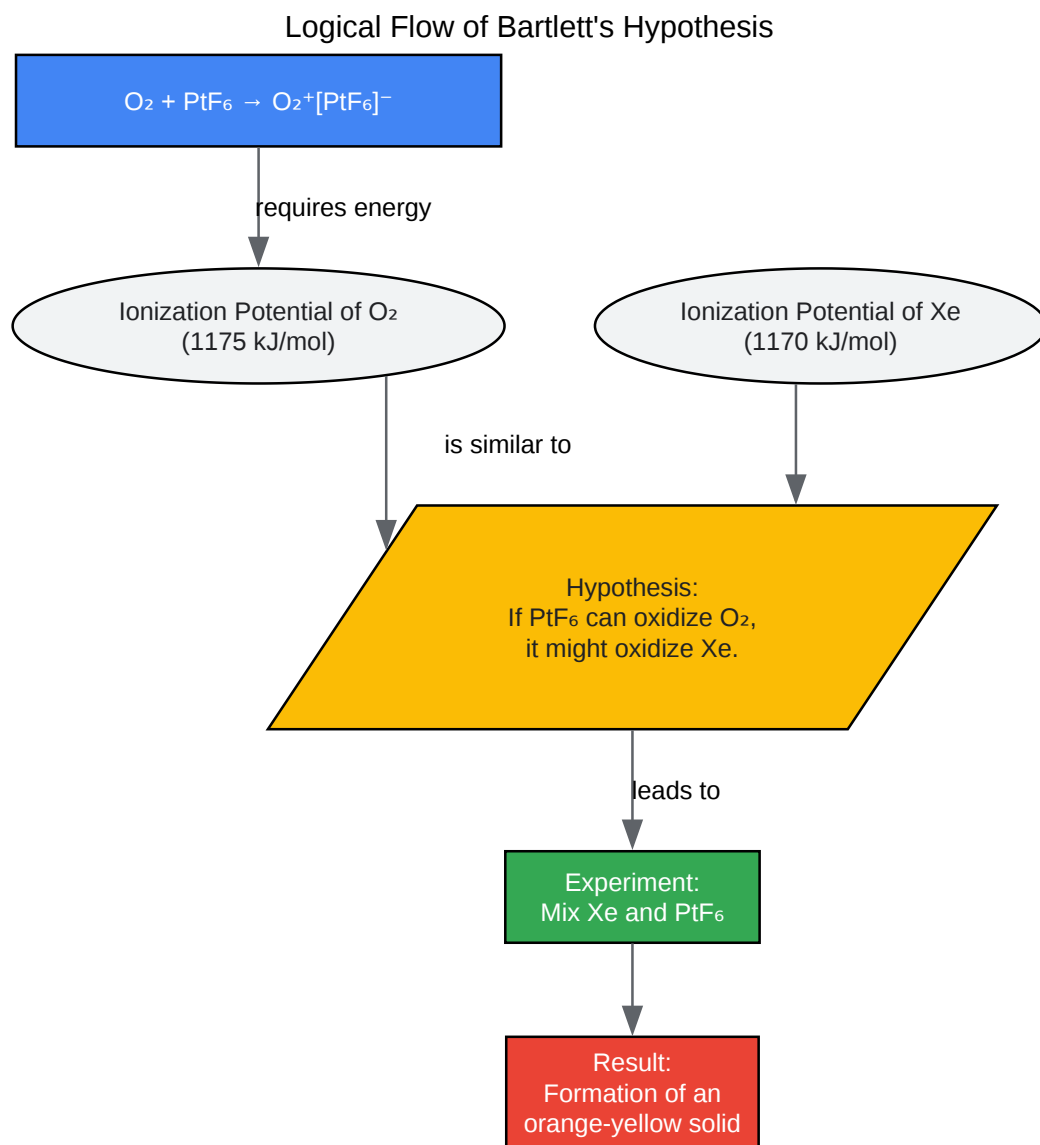 Logical Flow of Bartlett's Hypothesis
O₂ + PtF₆ → O₂⁺[PtF₆]⁻
requires energy
Ionization Potential of O₂
(1175 kJ/mol)
Ionization Potential of Xe
(1170 kJ/mol)
is similar to
Hypothesis:
If PtF₆ can oxidize O₂,
it might oxidize Xe.
leads to
Experiment:
Mix Xe and PtF₆
Result:
Formation of an
orange-yellow solid